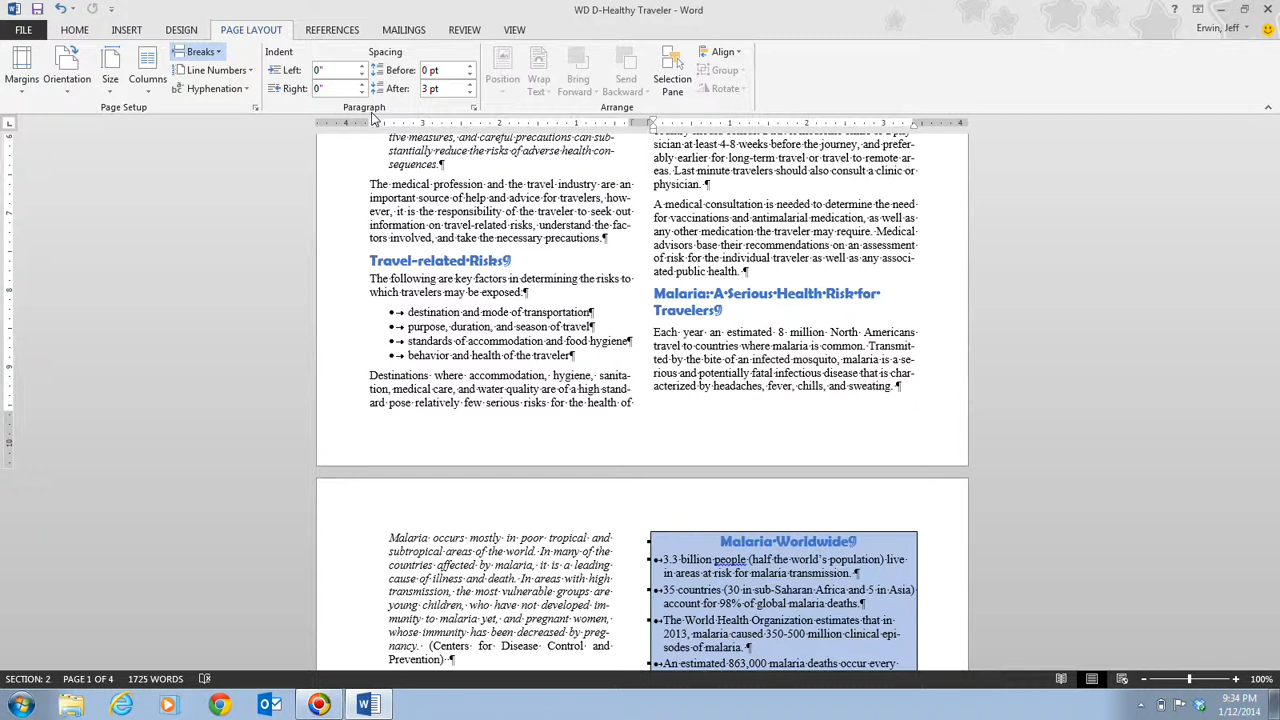 WD D-Healthy Traveler - Word
FILE HOME INSERT DESIGN PAGE LAYOUT REFERENCES MAILINGS REVIEW VIEW Erwin, Jeff
Margins Orientation Size Columns
Breaks
Line Numbers
Hyphenation
Page Setup
Indent Spacing
Left: 0" Before: 0 pt
Right: 0" After: 3 pt
Paragraph
Position Wrap Text Bring Forward Send Backward Selection Pane
Align
Group
Rotate
Arrange
tive measures, and careful precautions can sub-
stantially reduce the risks of adverse health con-
sequences.¶
The medical profession and the travel industry are an
important source of help and advice for travelers, how-
ever, it is the responsibility of the traveler to seek out
information on travel-related risks, understand the fac-
tors involved, and take the necessary precautions.¶
Travel-related Risks¶
The following are key factors in determining the risks to
which travelers may be exposed:¶
• → destination and mode of transportation¶
• → purpose, duration, and season of travel¶
• → standards of accommodation and food hygiene¶
• → behavior and health of the traveler¶
Destinations where accommodation, hygiene, sanita-
tion, medical care, and water quality are of a high stand-
ard pose relatively few serious risks for the health of
sician at least 4-8 weeks before the journey, and prefer-
ably earlier for long-term travel or travel to remote ar-
eas. Last minute travelers should also consult a clinic or
physician. ¶
A medical consultation is needed to determine the need
for vaccinations and antimalarial medication, as well as
any other medication the traveler may require. Medical
advisors base their recommendations on an assessment
of risk for the individual traveler as well as any associ-
ated public health. ¶
Malaria: A Serious Health Risk for
Travelers¶
Each year an estimated 8 million North Americans
travel to countries where malaria is common. Transmit-
ted by the bite of an infected mosquito, malaria is a se-
rious and potentially fatal infectious disease that is char-
acterized by headaches, fever, chills, and sweating. ¶
Malaria occurs mostly in poor tropical and
subtropical areas of the world. In many of the
countries affected by malaria, it is a leading
cause of illness and death. In areas with high
transmission, the most vulnerable groups are
young children, who have not developed im-
munity to malaria yet, and pregnant women,
whose immunity has been decreased by preg-
nancy. (Centers for Disease Control and
Prevention) ¶
Malaria Worldwide¶
3.3 billion people (half the world's population) live
in areas at risk for malaria transmission. ¶
35 countries (30 in sub-Saharan Africa and 5 in Asia)
account for 98% of global malaria deaths.¶
The World Health Organization estimates that in
2013, malaria caused 350-500 million clinical epi-
sodes of malaria. ¶
An estimated 863,000 malaria deaths occur every
SECTION: 2 PAGE 1 OF 4 1725 WORDS 100%
9:34 PM
1/12/2014